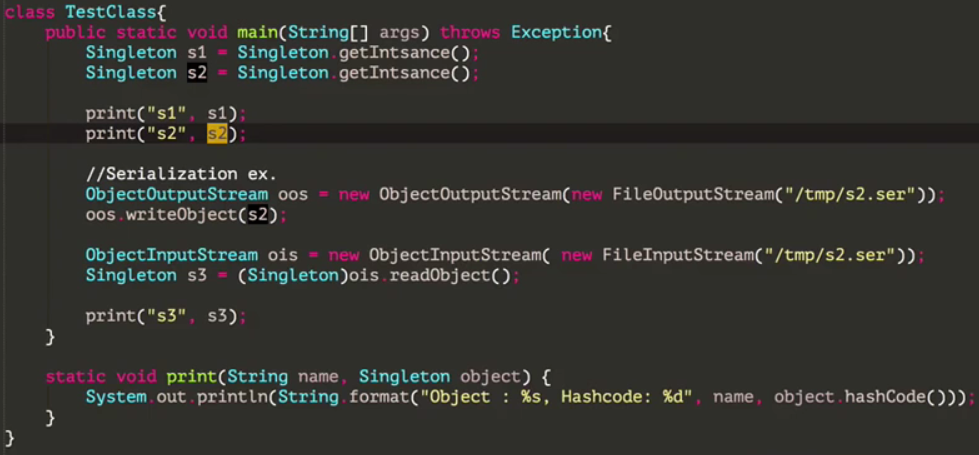 class TestClass{
    public static void main(String[] args) throws Exception{
        Singleton s1 = Singleton.getIntsance();
        Singleton s2 = Singleton.getIntsance();

        print("s1", s1);
        print("s2", s2);

        //Serialization ex.
        ObjectOutputStream oos = new ObjectOutputStream(new FileOutputStream("/tmp/s2.ser"));
        oos.writeObject(s2);

        ObjectInputStream ois = new ObjectInputStream( new FileInputStream("/tmp/s2.ser"));
        Singleton s3 = (Singleton)ois.readObject();

        print("s3", s3);
    }

    static void print(String name, Singleton object) {
        System.out.println(String.format("Object : %s, Hashcode: %d", name, object.hashCode()));
    }
}